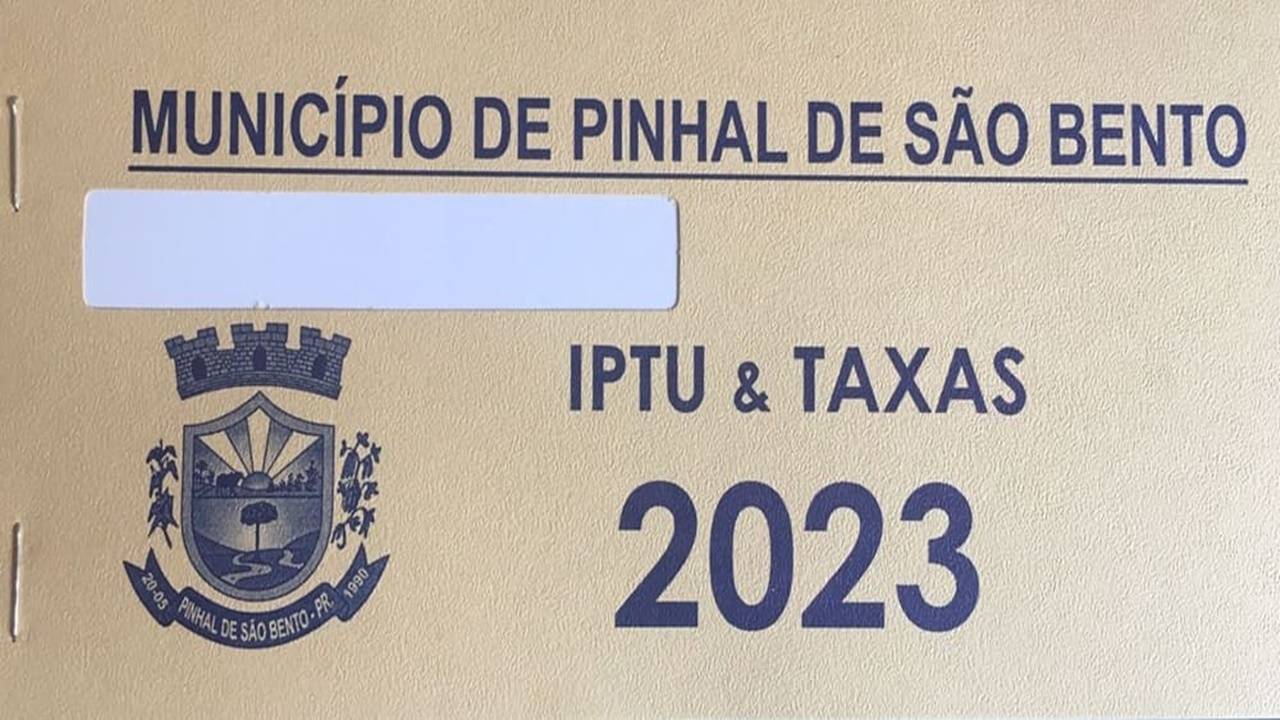 MUNICÍPIO DE PINHAL DE SÃO BENTO
IPTU & TAXAS
2023
20-05 PINHAL DE SÃO BENTO - PR. 1990